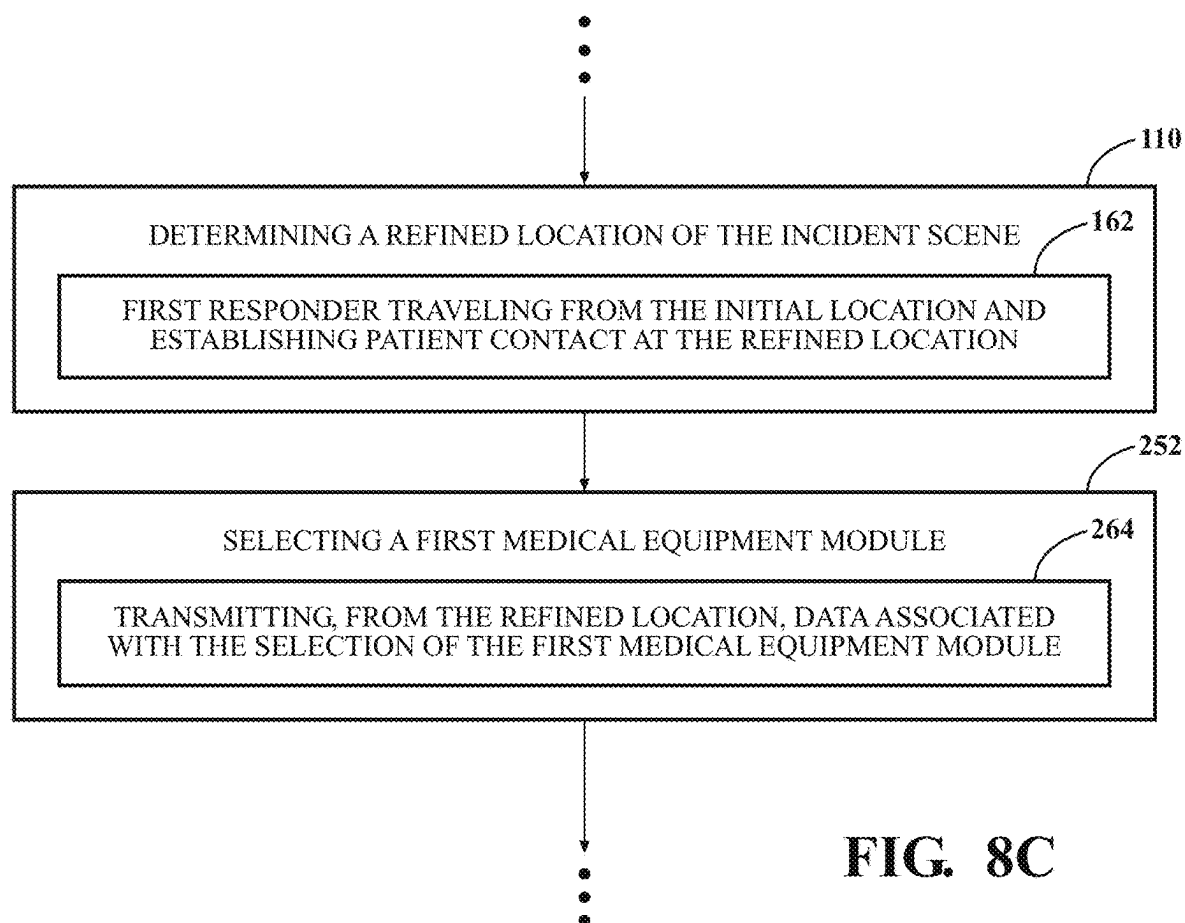 110
DETERMINING A REFINED LOCATION OF THE INCIDENT SCENE
162
FIRST RESPONDER TRAVELING FROM THE INITIAL LOCATION AND
ESTABLISHING PATIENT CONTACT AT THE REFINED LOCATION
252
SELECTING A FIRST MEDICAL EQUIPMENT MODULE
264
TRANSMITTING, FROM THE REFINED LOCATION, DATA ASSOCIATED
WITH THE SELECTION OF THE FIRST MEDICAL EQUIPMENT MODULE
FIG. 8C